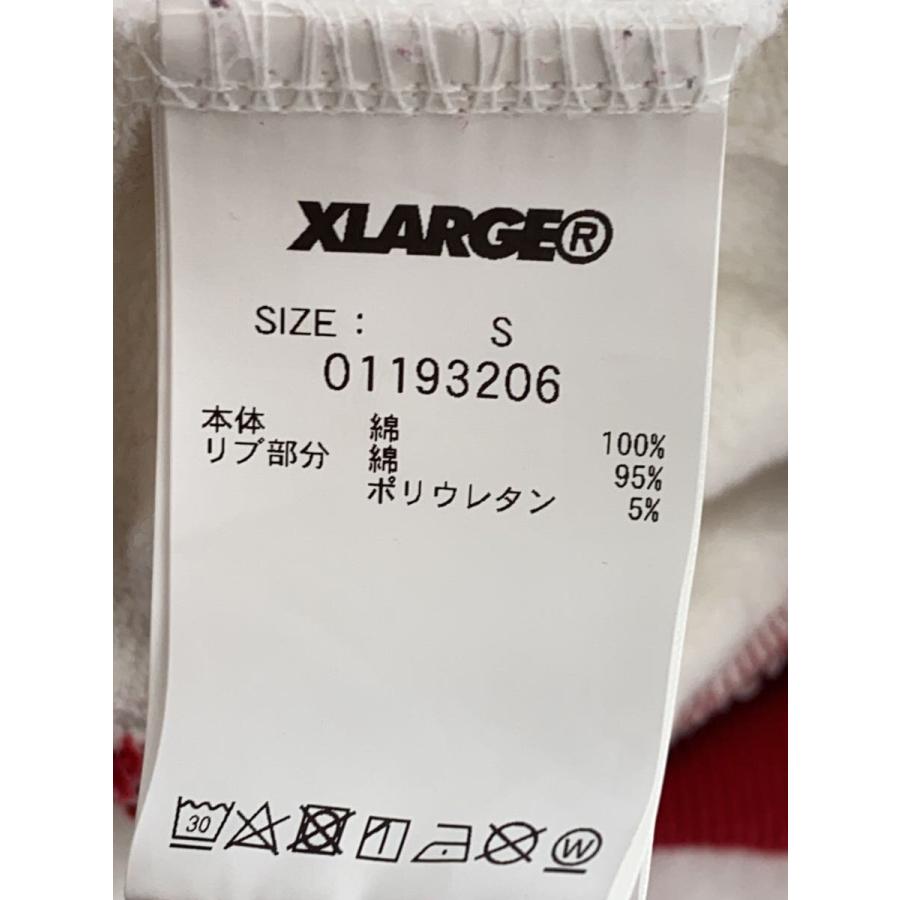 XLARGE®
SIZE : S
01193206
本体 綿 100%
リブ部分 綿 95%
ポリウレタン 5%
30
W